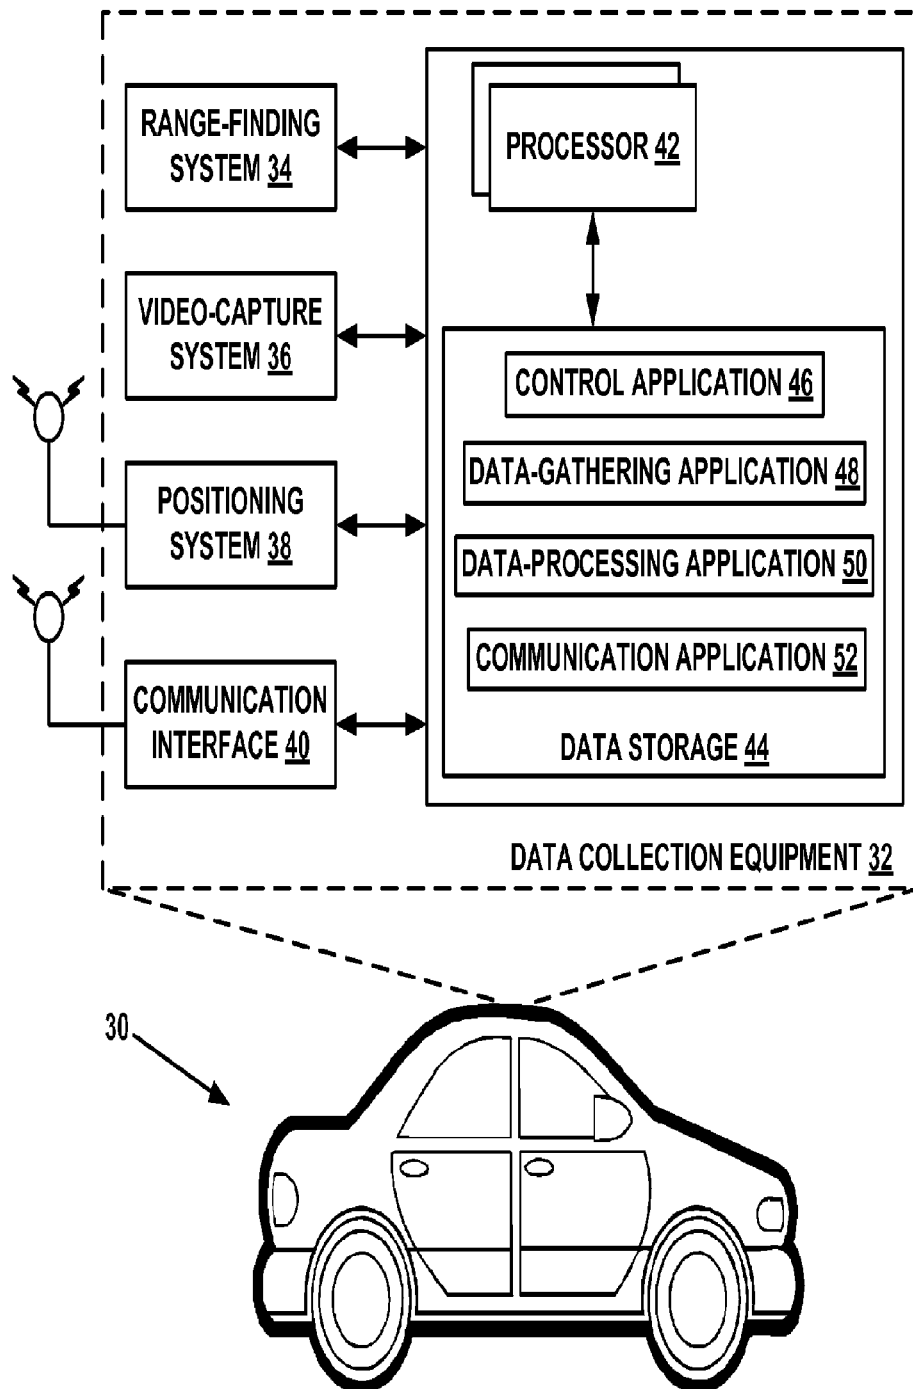 RANGE-FINDING
SYSTEM 34
PROCESSOR 42
VIDEO-CAPTURE
SYSTEM 36
CONTROL APPLICATION 46
DATA-GATHERING APPLICATION 48
POSITIONING
SYSTEM 38
DATA-PROCESSING APPLICATION 50
COMMUNICATION APPLICATION 52
COMMUNICATION
INTERFACE 40
DATA STORAGE 44
DATA COLLECTION EQUIPMENT 32
30